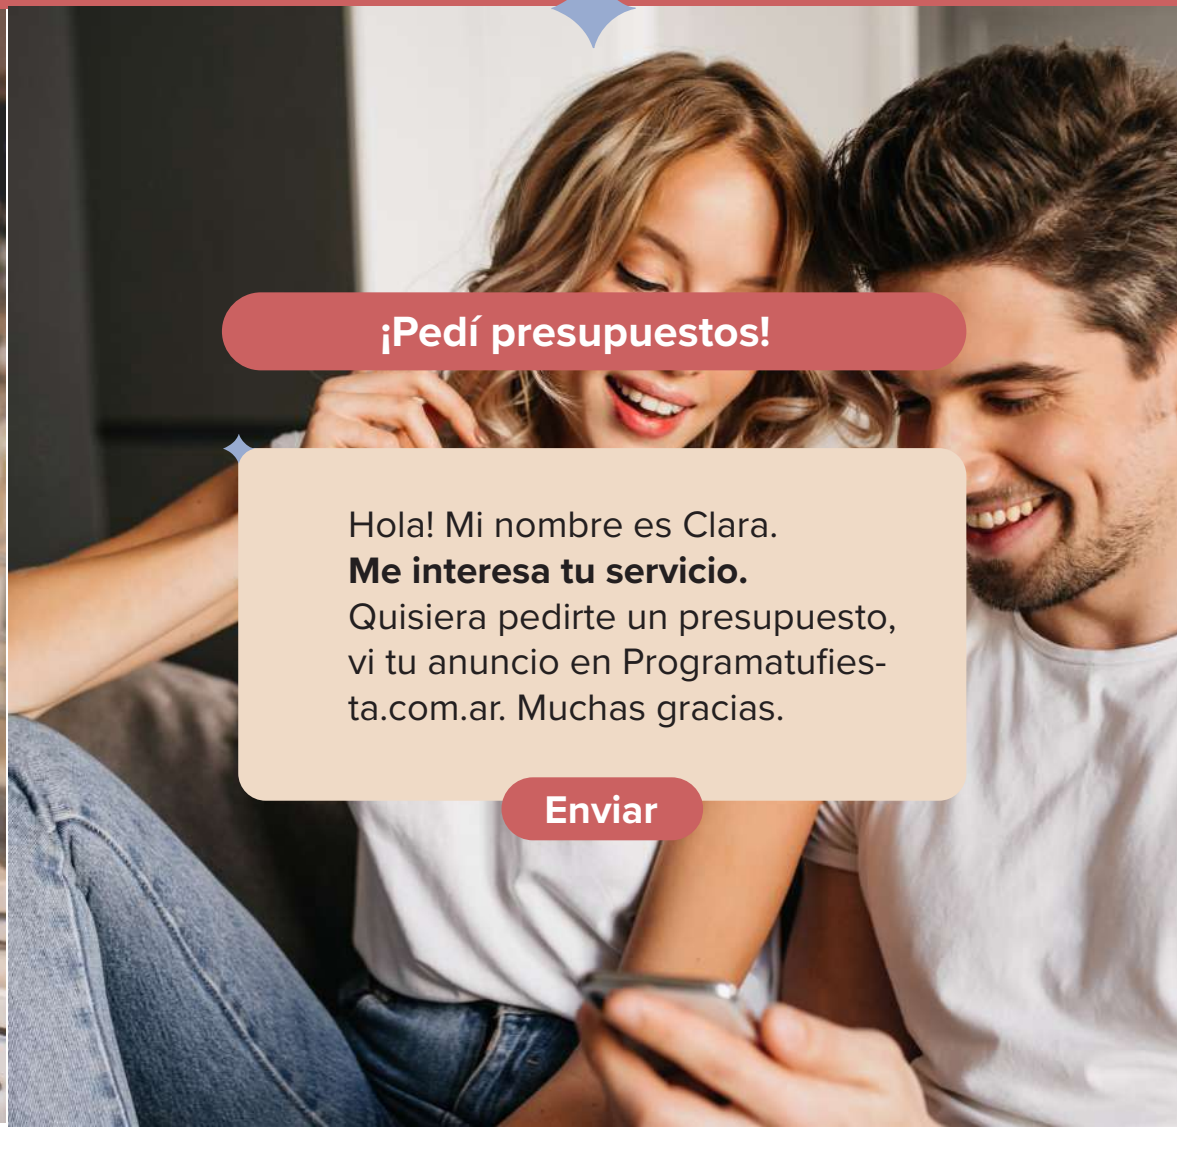 ¡Pedí presupuestos!
Hola! Mi nombre es Clara.
Me interesa tu servicio.
Quisiera pedirte un presupuesto,
vi tu anuncio en Programatufies-
ta.com.ar. Muchas gracias.
Enviar